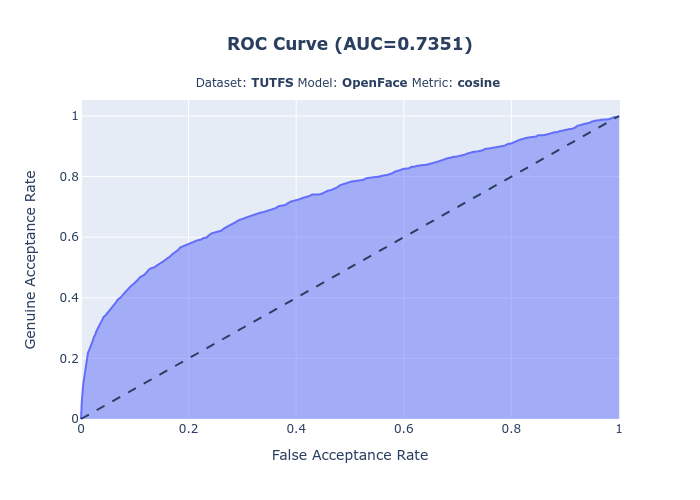 ROC Curve (AUC=0.7351)
Dataset: TUTFS Model: OpenFace Metric: cosine
1
0.8
0.6
0.4
0.2
0
Genuine Acceptance Rate
0 0.2 0.4 0.6 0.8 1
False Acceptance Rate